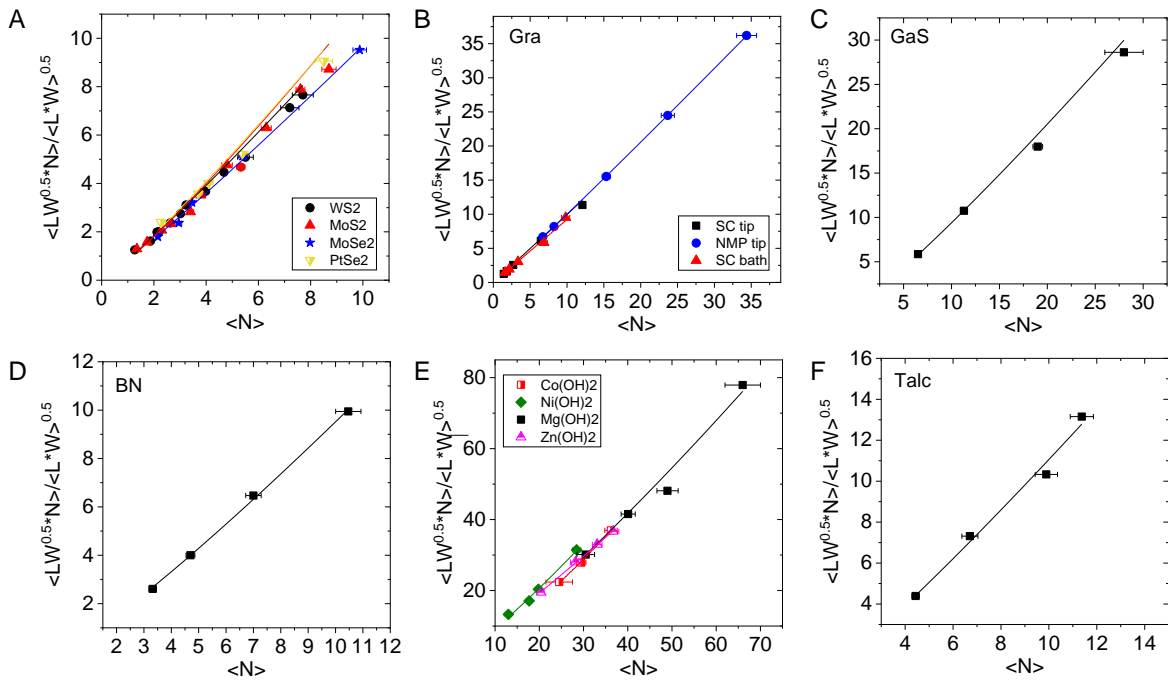 A
<LW^0.5*N>/<L*W>^0.5
10
8
6
4
2
0
0 2 4 6 8 10
<N>
WS2
MoS2
MoSe2
PtSe2
B
Gra
<LW^0.5*N>/<L*W>^0.5
35
30
25
20
15
10
5
0
0 5 10 15 20 25 30 35
<N>
SC tip
NMP tip
SC bath
C
GaS
<LW^0.5*N>/<L*W>^0.5
30
25
20
15
10
5
5 10 15 20 25 30
<N>
D
BN
<LW^0.5*N>/<L*W>^0.5
12
10
8
6
4
2
2 3 4 5 6 7 8 9 10 11 12
<N>
E
<LW^0.5*N>/<L*W>^0.5
80
60
40
20
10 20 30 40 50 60 70
<N>
Co(OH)2
Ni(OH)2
Mg(OH)2
Zn(OH)2
F
Talc
<LW^0.5*N>/<L*W>^0.5
16
14
12
10
8
6
4
4 6 8 10 12 14
<N>